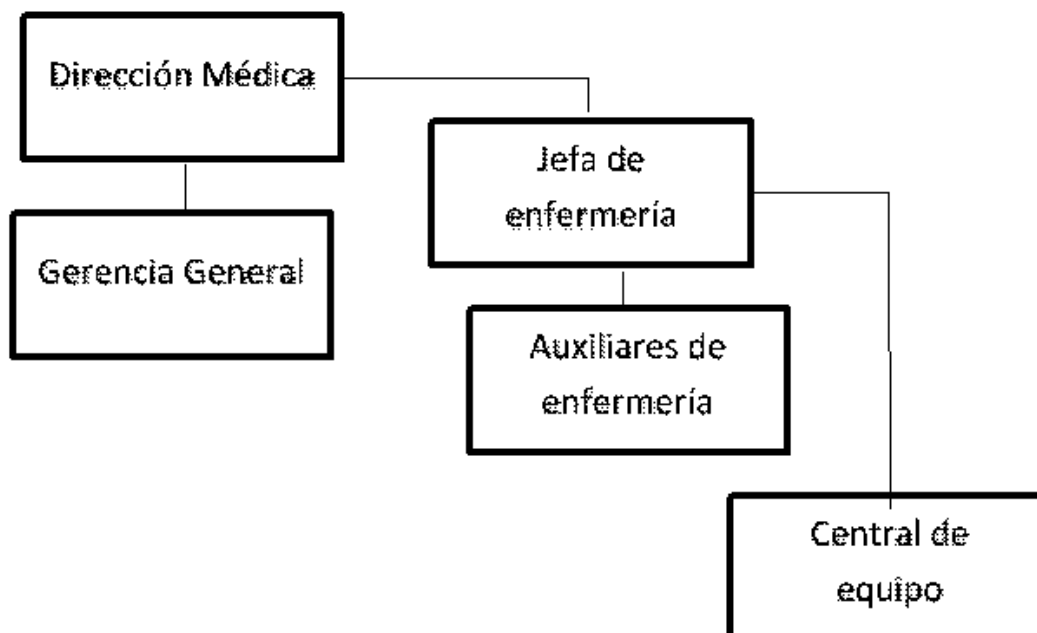 Dirección Médica
Jefa de
enfermería
Gerencia General
Auxiliares de
enfermería
Central de
equipo